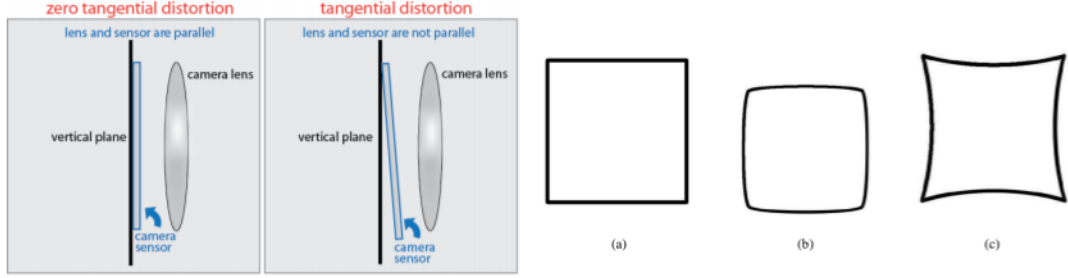 zero tangential distortion
lens and sensor are parallel
camera lens
vertical plane
camera
sensor
tangential distortion
lens and sensor are not parallel
camera lens
vertical plane
camera
sensor
(a)
(b)
(c)